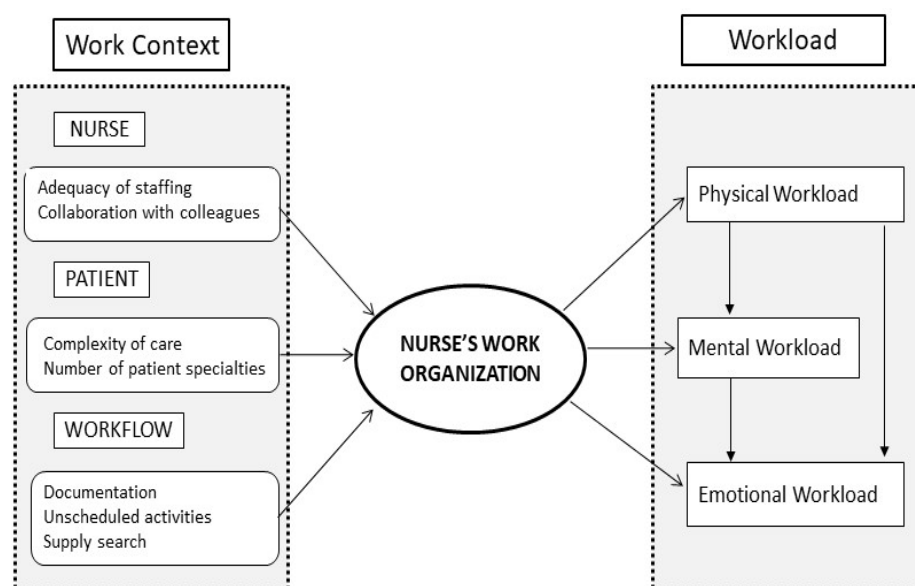 Work Context
NURSE
Adequacy of staffing
Collaboration with colleagues
PATIENT
Complexity of care
Number of patient specialties
WORKFLOW
Documentation
Unscheduled activities
Supply search
NURSE’S WORK
ORGANIZATION
Workload
Physical Workload
Mental Workload
Emotional Workload